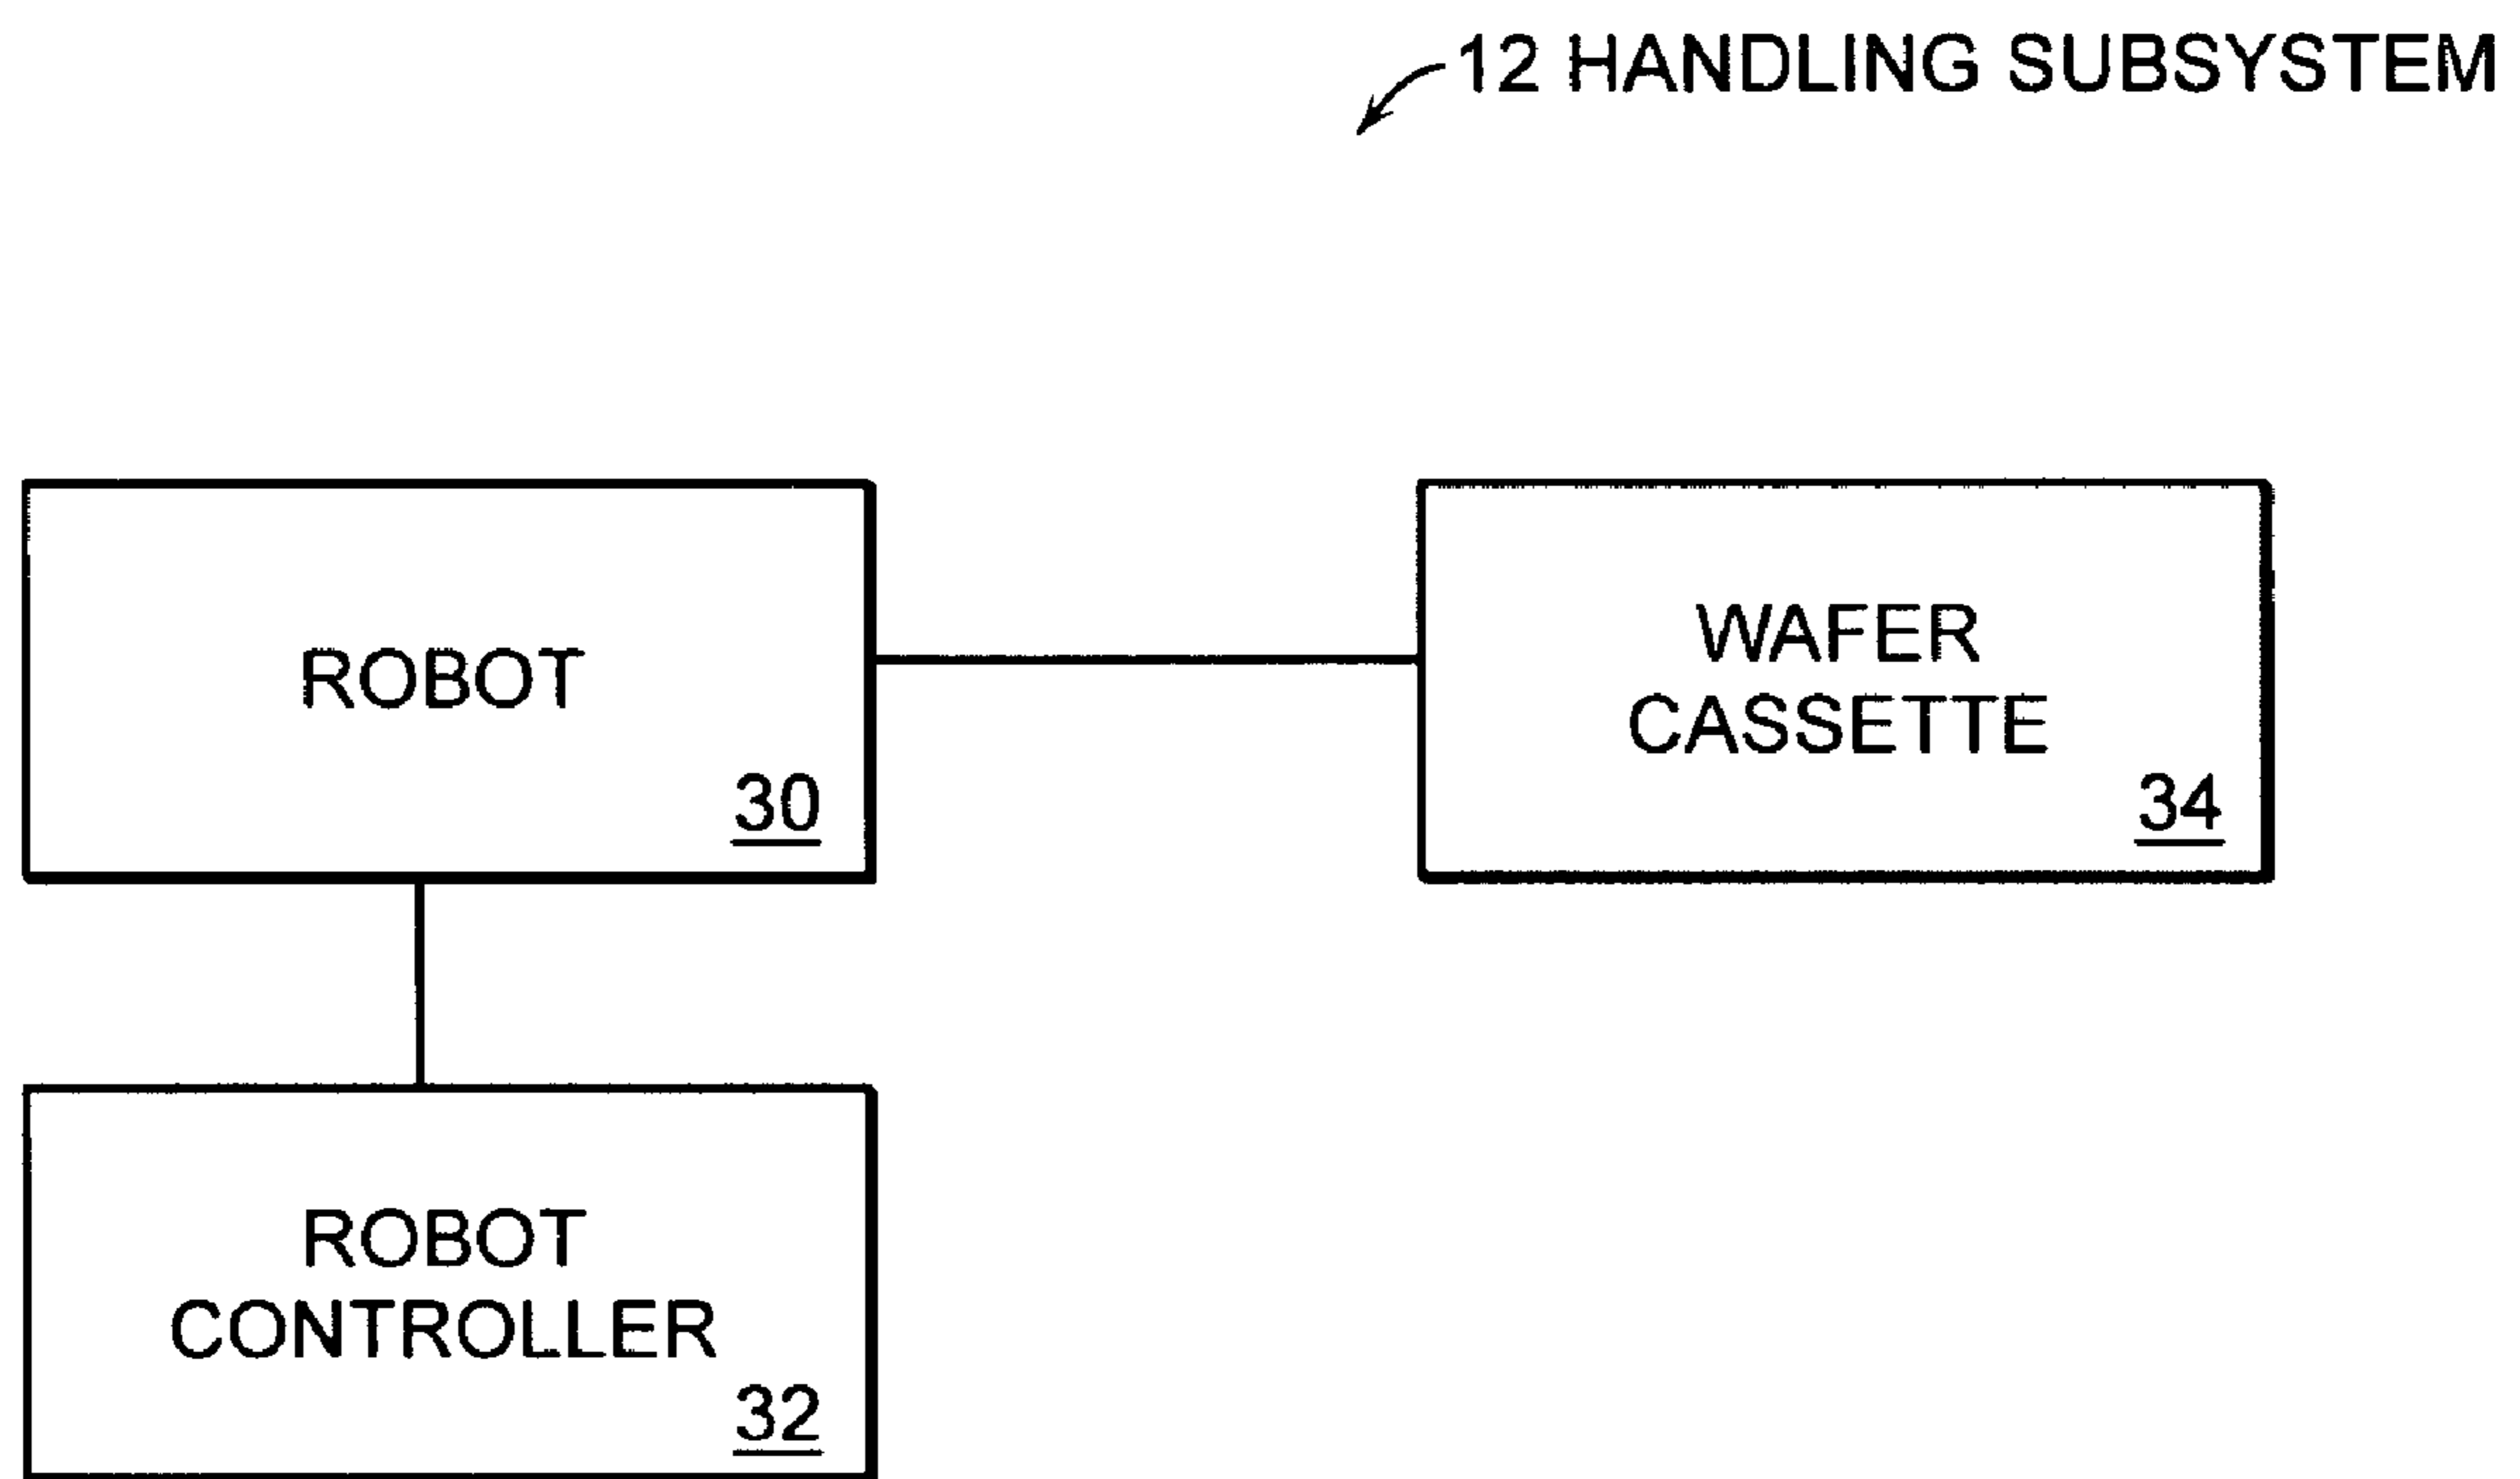 12 HANDLING SUBSYSTEM
ROBOT
30
WAFER
CASSETTE
34
ROBOT
CONTROLLER
32